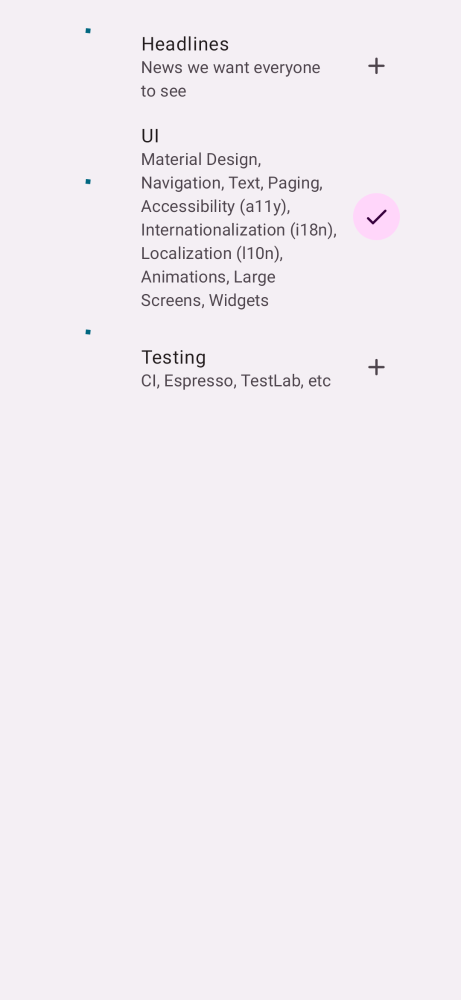 Headlines
News we want everyone
to see
UI
Material Design,
Navigation, Text, Paging,
Accessibility (a11y),
Internationalization (i18n),
Localization (l10n),
Animations, Large
Screens, Widgets
Testing
CI, Espresso, TestLab, etc